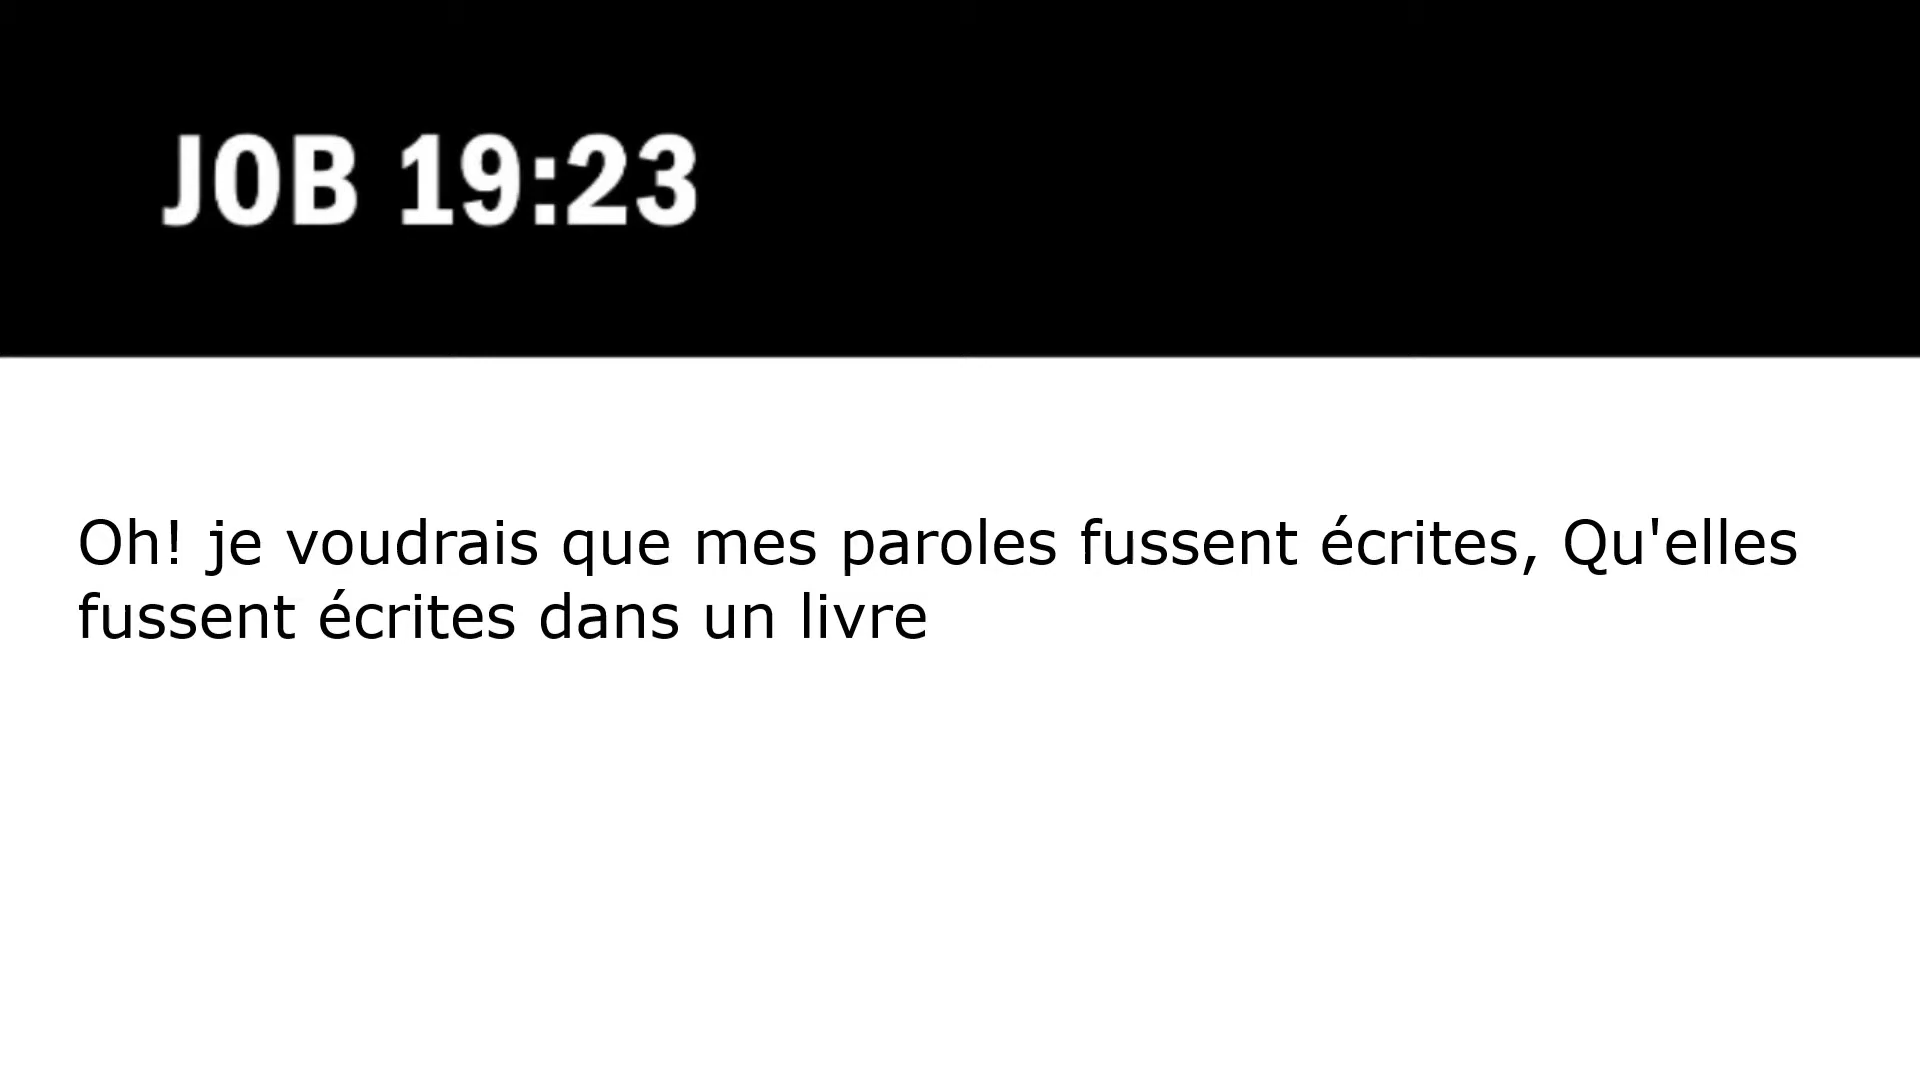 JOB 19:23
Oh! je voudrais que mes paroles fussent écrites, Qu'elles
fussent écrites dans un livre